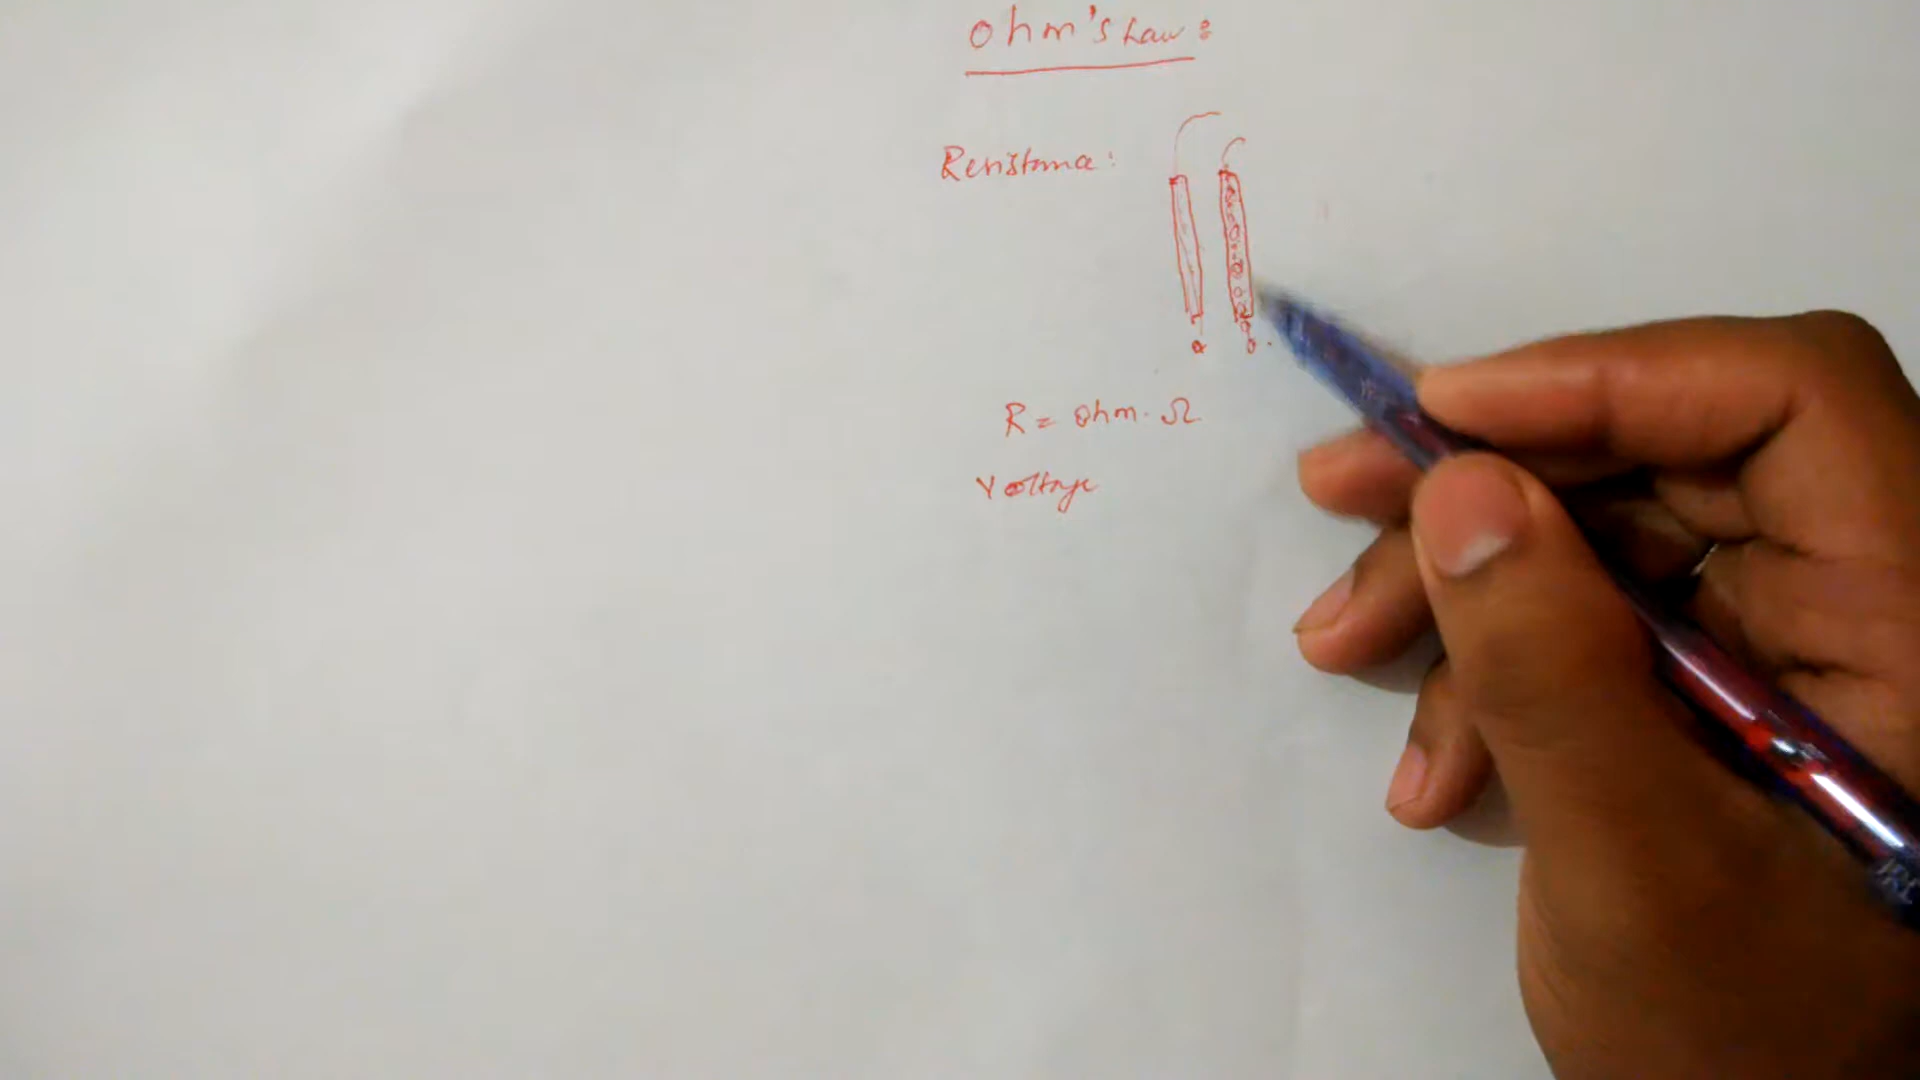 ohm's Law:
Resistance:
R = ohm. Ω
Voltage